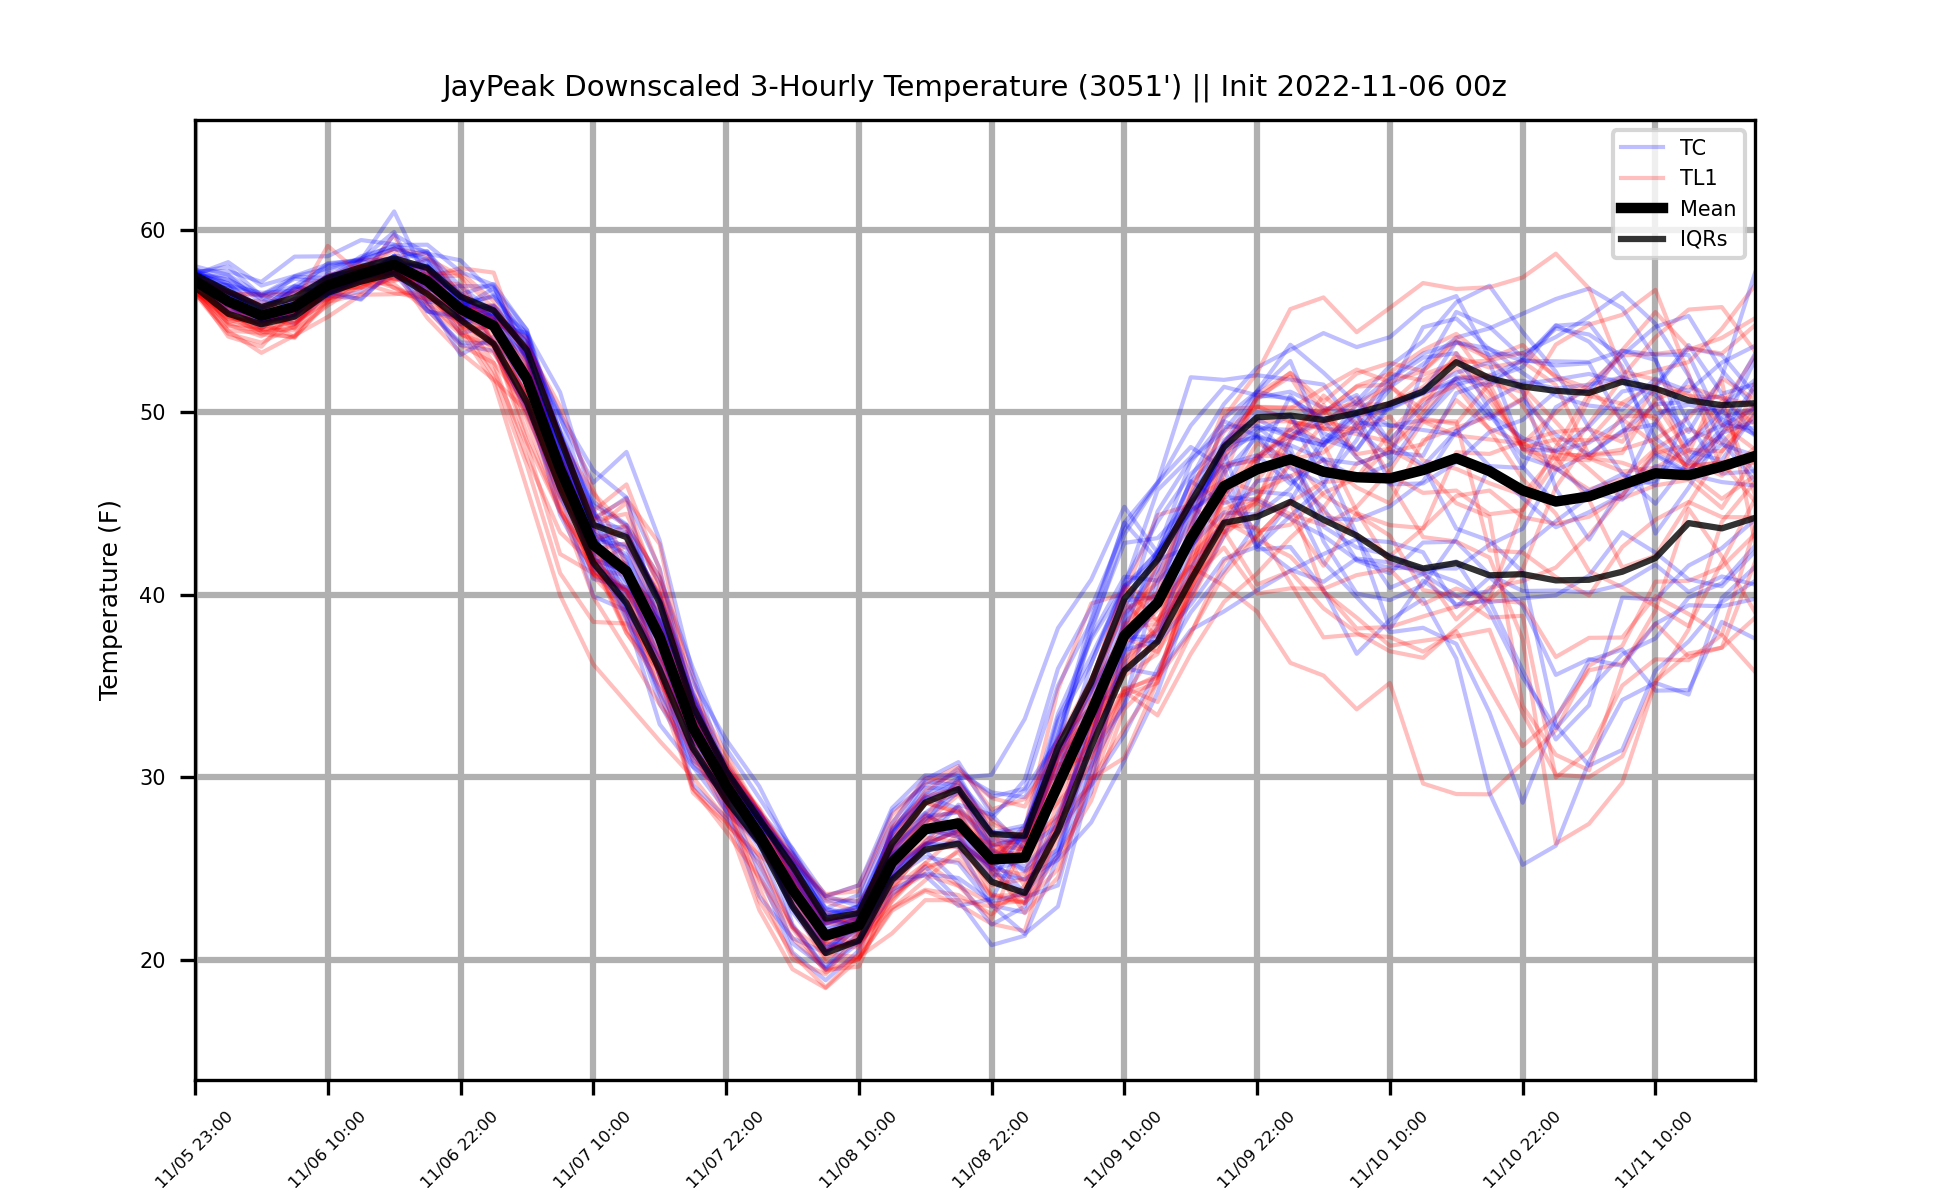 JayPeak Downscaled 3-Hourly Temperature (3051') || Init 2022-11-06 00z
TC
TL1
Mean
IQRs
Temperature (F)
60
50
40
30
20
11/05 23:00
11/06 10:00
11/06 22:00
11/07 10:00
11/07 22:00
11/08 10:00
11/08 22:00
11/09 10:00
11/09 22:00
11/10 10:00
11/10 22:00
11/11 10:00